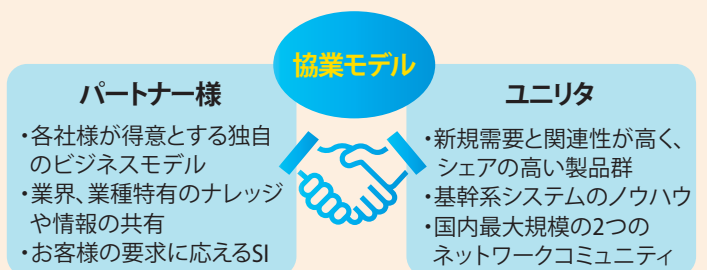 協業モデル
パートナー様
・各社様が得意とする独自
のビジネスモデル
・業界、業種特有のナレッジ
や情報の共有
・お客様の要求に応えるSI
ユニリタ
・新規需要と関連性が高く、
シェアの高い製品群
・基幹系システムのノウハウ
・国内最大規模の2つの
ネットワークコミュニティ